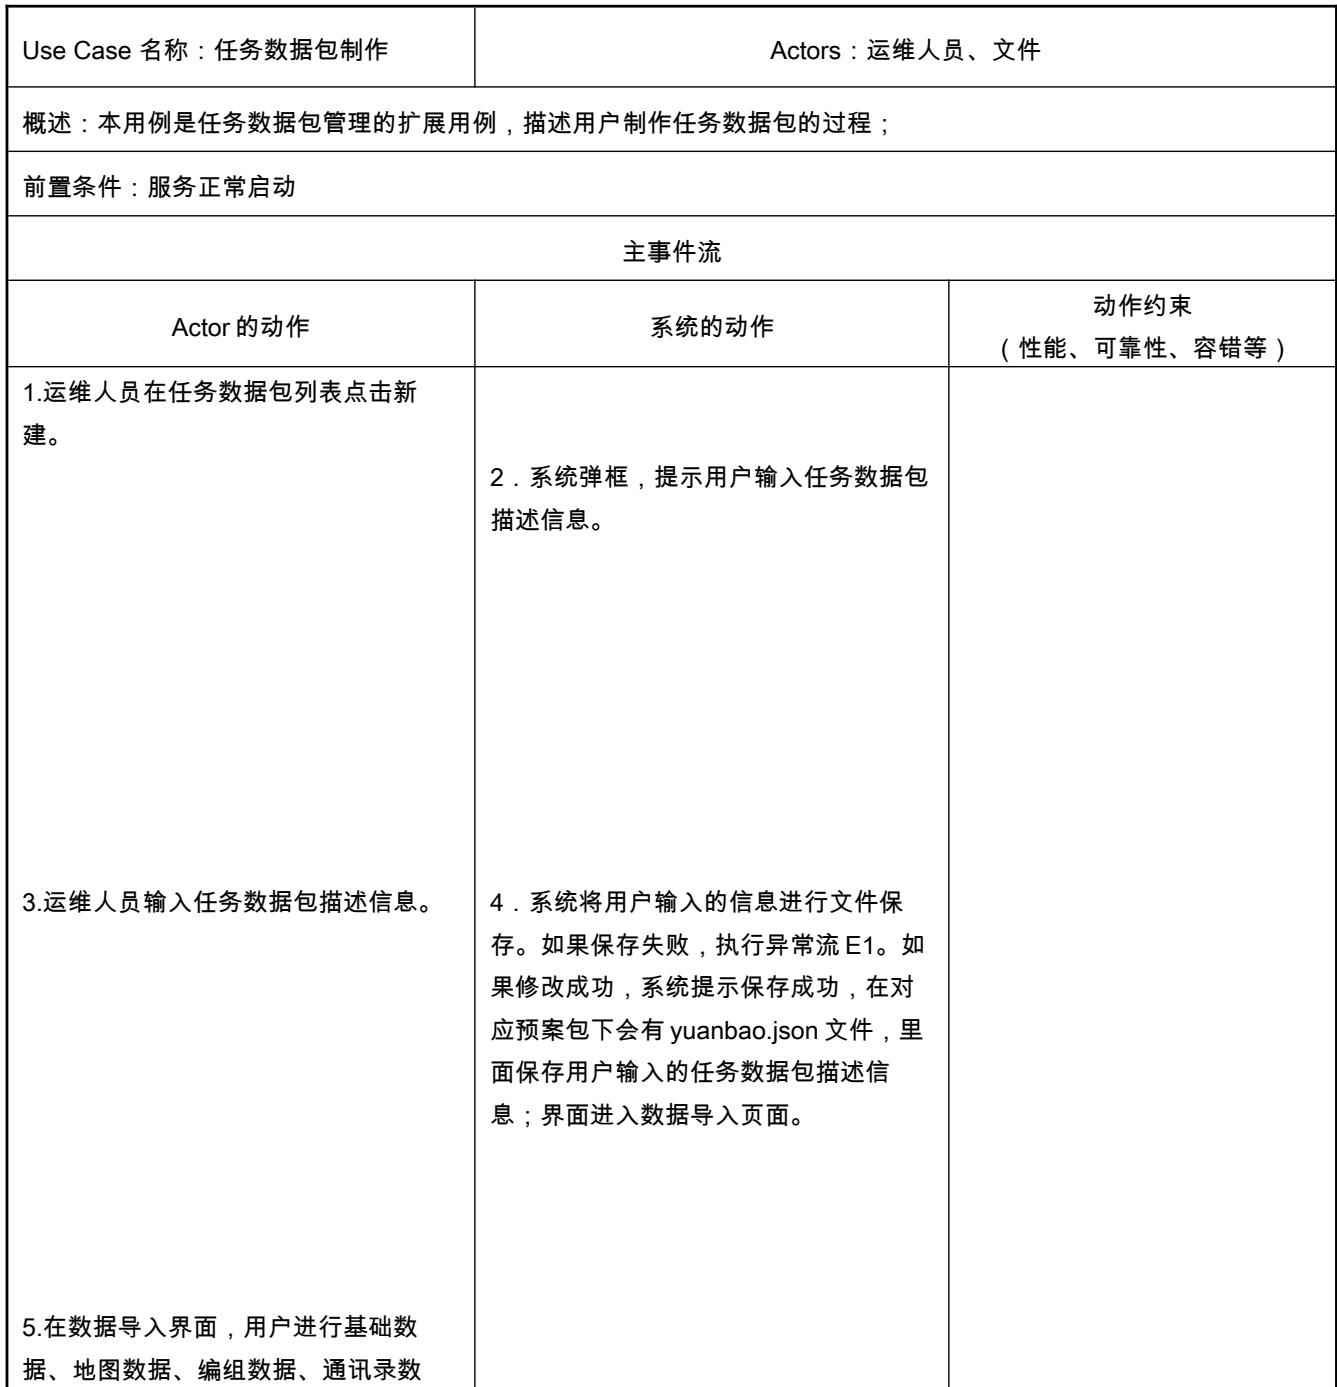 Use Case 名称：任务数据包制作
Actors：运维人员、文件
概述：本用例是任务数据包管理的扩展用例，描述用户制作任务数据包的过程；
前置条件：服务正常启动
主事件流
Actor 的动作
系统的动作
动作约束
（性能、可靠性、容错等）
1.运维人员在任务数据包列表点击新
建。
2．系统弹框，提示用户输入任务数据包
描述信息。
3.运维人员输入任务数据包描述信息。
4．系统将用户输入的信息进行文件保
存。如果保存失败，执行异常流 E1。如
果修改成功，系统提示保存成功，在对
应预案包下会有 yuanbao.json 文件，里
面保存用户输入的任务数据包描述信
息；界面进入数据导入页面。
5.在数据导入界面，用户进行基础数
据、地图数据、编组数据、通讯录数